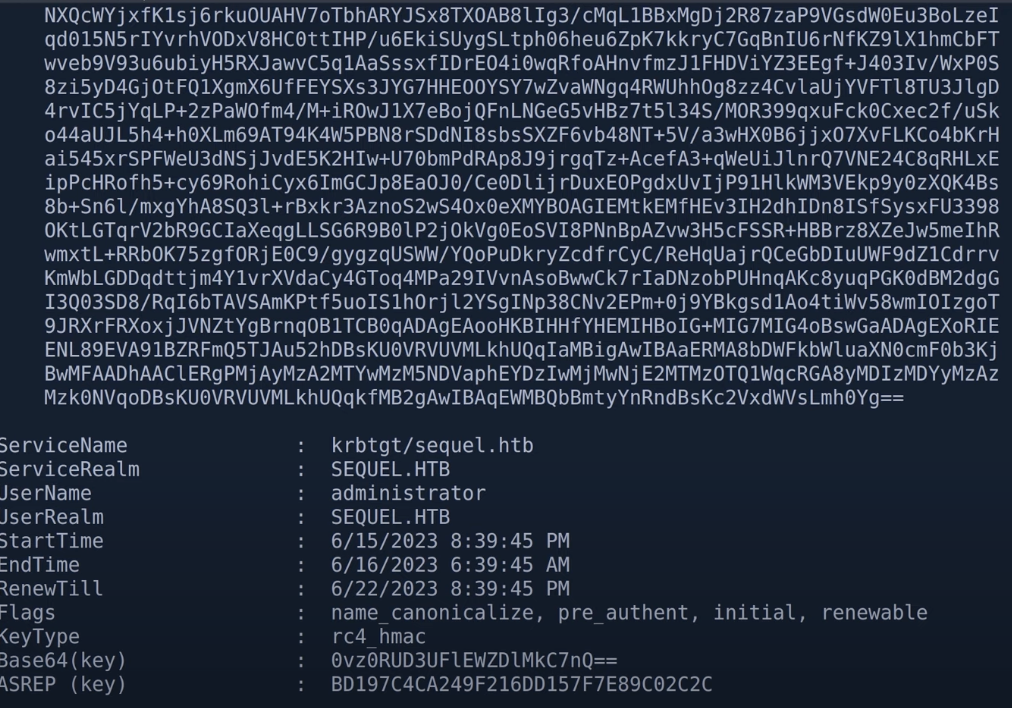 NXQcWYjxfK1sj6rkuOUAHV7oTbhARYJSx8TXOAB8lIg3/cMqL1BBxMgDj2R87zaP9VGsdW0Eu3BoLzeI
qd015N5rIYvrhVODxV8HC0ttIHP/u6EkiSUygSLtph06heu6ZpK7kkryC7GqBnIU6rNfKZ9lX1hmCbFT
wveb9V93u6ubiyH5RXJawvC5q1AaSssxfIDrEO4i0wqRfoAHnvfmzJ1FHDViYZ3EEgf+J403Iv/WxP0S
8zi5yD4GjOtFQ1XgmX6UfFEYSXs3JYG7HHEOOYSY7wZvaWNgq4RWUhhOg8zz4CvlaUjYVFTl8TU3JlgD
4rvIC5jYqLP+2zPaWOfm4/M+iROwJ1X7eBojQFnLNGeG5vHBz7t5l34S/MOR399qxuFck0Cxec2f/uSk
o44aUJL5h4+h0XLm69AT94K4W5PBN8rSDdNI8sbsSXZF6vb48NT+5V/a3wHX0B6jjxO7XvFLKCo4bKrH
ai545xrSPFWeU3dNSjJvdE5K2HIw+U70bmPdRAp8J9jrgqTz+AcefA3+qWeUiJlnrQ7VNE24C8qRHLxE
ipPcHRofh5+cy69RohiCyx6ImGCJp8EaOJ0/Ce0DlijrDuxEOPgdxUvIjP91HlkWM3VEkp9y0zXQK4Bs
8b+Sn6l/mxgYhA8SQ3l+rBxkr3AznoS2wS4Ox0eXMYBOAGIEMtkEMfHEv3IH2dhIDn8ISfSysxFU3398
OKtLGTqrV2bR9GCIaXeqgLLSG6R9B0lP2jOkVg0EoSVI8PNnBpAZvw3H5cFSSR+HBBrz8XZeJw5meIhR
wmxtL+RRbOK75zgfORjE0C9/gygzqUSWW/YQoPuDkryZcdfrCyC/ReHqUajrQCeGbDIuUWF9dZ1Cdrrv
KmWbLGDDqdttjm4Y1vrXVdaCy4GToq4MPa29IVvnAsoBwwCk7rIaDNzobPUHnqAKc8yuqPGK0dBM2dgG
I3Q03SD8/RqI6bTAVSAmKPtf5uoIS1hOrjl2YSgINp38CNv2EPm+0j9YBkgsd1Ao4tiWv58wmIOIzgoT
9JRXrFRXoxjJVNZtYgBrnqOB1TCB0qADAgEAooHKBIHHfYHEMIHBoIG+MIG7MIG4oBswGaADAgEXoRIE
ENL89EVA91BZRFmQ5TJAu52hDBsKU0VRVUVMLkhUQqIaMBigAwIBAaERMA8bDWFkbWluaXN0cmF0b3Kj
BwMFAADhAAClERgPMjAyMzA2MTYwMzM5NDVaphEYDzIwMjMwNjE2MTMzOTQ1WqcRGA8yMDIzMDYyMzAz
Mzk0NVqoDBsKU0VRVUVMLkhUQqkfMB2gAwIBAqEWMBQbBmtyYnRndBsKc2VxdWVsLmh0Yg==
ServiceName : krbtgt/sequel.htb
ServiceRealm : SEQUEL.HTB
UserName : administrator
UserRealm : SEQUEL.HTB
StartTime : 6/15/2023 8:39:45 PM
EndTime : 6/16/2023 6:39:45 AM
RenewTill : 6/22/2023 8:39:45 PM
Flags : name_canonicalize, pre_authent, initial, renewable
KeyType : rc4_hmac
Base64(key) : 0vz0RUD3UFlEWZDlMkC7nQ==
ASREP (key) : BD197C4CA249F216DD157F7E89C02C2C